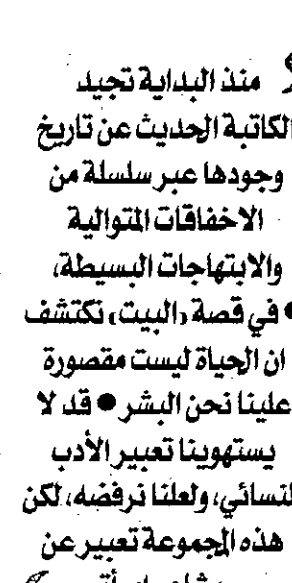 منذ البداية تجيد
الكاتبة الحديث عن تاريخ
وجودها عبر سلسلة من
الاخفاقات المتوالية
والابتهاجات البسيطة،
● في قصة «البيت» نكتشف
ان الحياة ليست مقصورة
علينا نحن البشر ● قد لا
يستهوينا تعبير الأدب
النسائي، ولعلنا نرفضه، لكن
هذه المجموعة تعبير عن